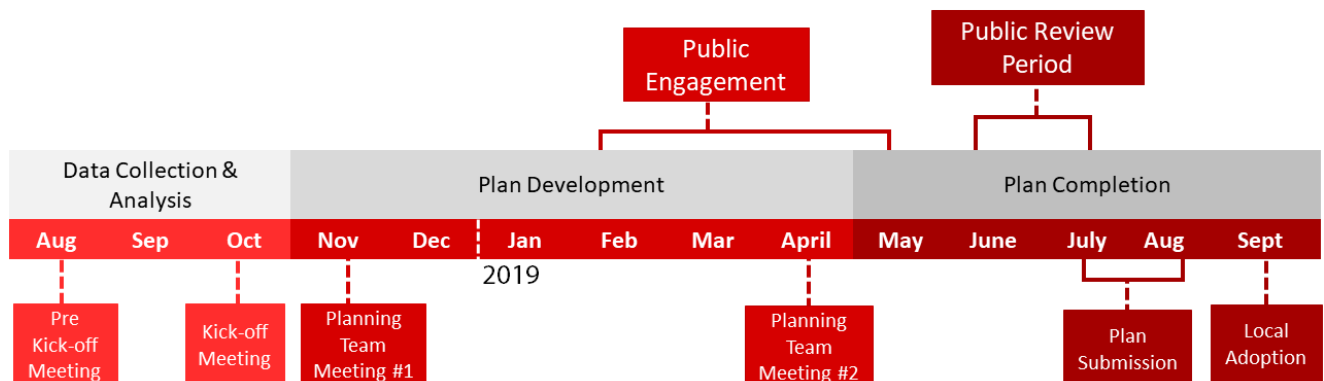 Public
Engagement
Public Review
Period
Data Collection &
Analysis
Plan Development
Plan Completion
Aug Sep Oct Nov Dec Jan Feb Mar April May June July Aug Sept
2019
Pre
Kick-off
Meeting
Kick-off
Meeting
Planning
Team
Meeting #1
Planning
Team
Meeting #2
Plan
Submission
Local
Adoption